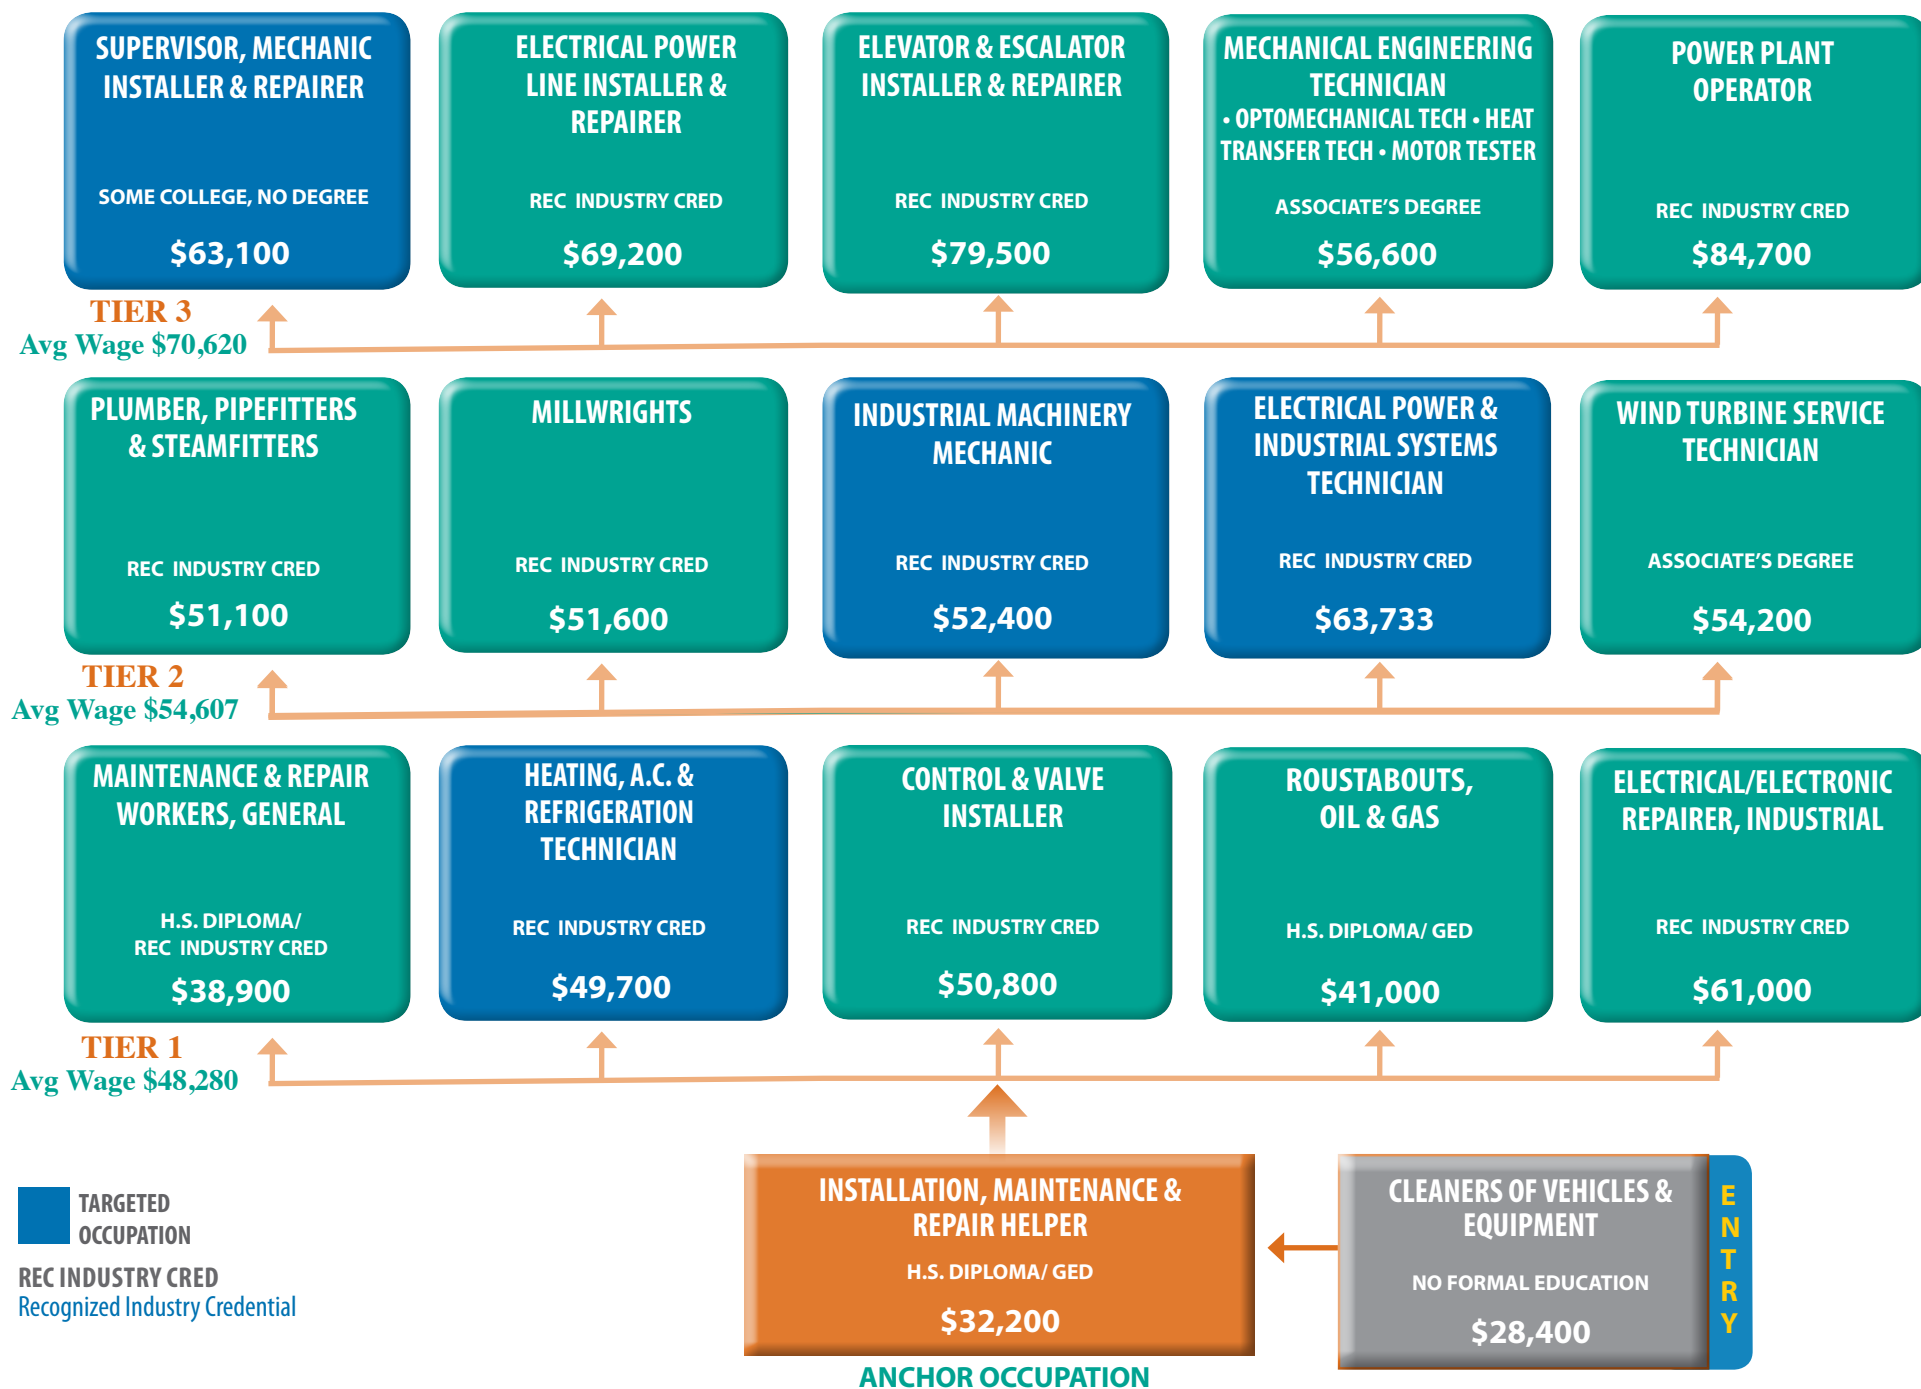 SUPERVISOR, MECHANIC
INSTALLER & REPAIRER
SOME COLLEGE, NO DEGREE
$63,100
ELECTRICAL POWER
LINE INSTALLER &
REPAIRER
REC INDUSTRY CRED
$69,200
ELEVATOR & ESCALATOR
INSTALLER & REPAIRER
REC INDUSTRY CRED
$79,500
MECHANICAL ENGINEERING
TECHNICIAN
• OPTOMECHANICAL TECH • HEAT
TRANSFER TECH • MOTOR TESTER
ASSOCIATE'S DEGREE
$56,600
POWER PLANT
OPERATOR
REC INDUSTRY CRED
$84,700
TIER 3
Avg Wage $70,620
PLUMBER, PIPEFITTERS
& STEAMFITTERS
REC INDUSTRY CRED
$51,100
MILLWRIGHTS
REC INDUSTRY CRED
$51,600
INDUSTRIAL MACHINERY
MECHANIC
REC INDUSTRY CRED
$52,400
ELECTRICAL POWER &
INDUSTRIAL SYSTEMS
TECHNICIAN
REC INDUSTRY CRED
$63,733
WIND TURBINE SERVICE
TECHNICIAN
ASSOCIATE'S DEGREE
$54,200
TIER 2
Avg Wage $54,607
MAINTENANCE & REPAIR
WORKERS, GENERAL
H.S. DIPLOMA/
REC INDUSTRY CRED
$38,900
HEATING, A.C. &
REFRIGERATION
TECHNICIAN
REC INDUSTRY CRED
$49,700
CONTROL & VALVE
INSTALLER
REC INDUSTRY CRED
$50,800
ROUSTABOUTS,
OIL & GAS
H.S. DIPLOMA/ GED
$41,000
ELECTRICAL/ELECTRONIC
REPAIRER, INDUSTRIAL
REC INDUSTRY CRED
$61,000
TIER 1
Avg Wage $48,280
INSTALLATION, MAINTENANCE &
REPAIR HELPER
H.S. DIPLOMA/ GED
$32,200
ANCHOR OCCUPATION
CLEANERS OF VEHICLES &
EQUIPMENT
NO FORMAL EDUCATION
$28,400
ENTRY
TARGETED
OCCUPATION
REC INDUSTRY CRED
Recognized Industry Credential